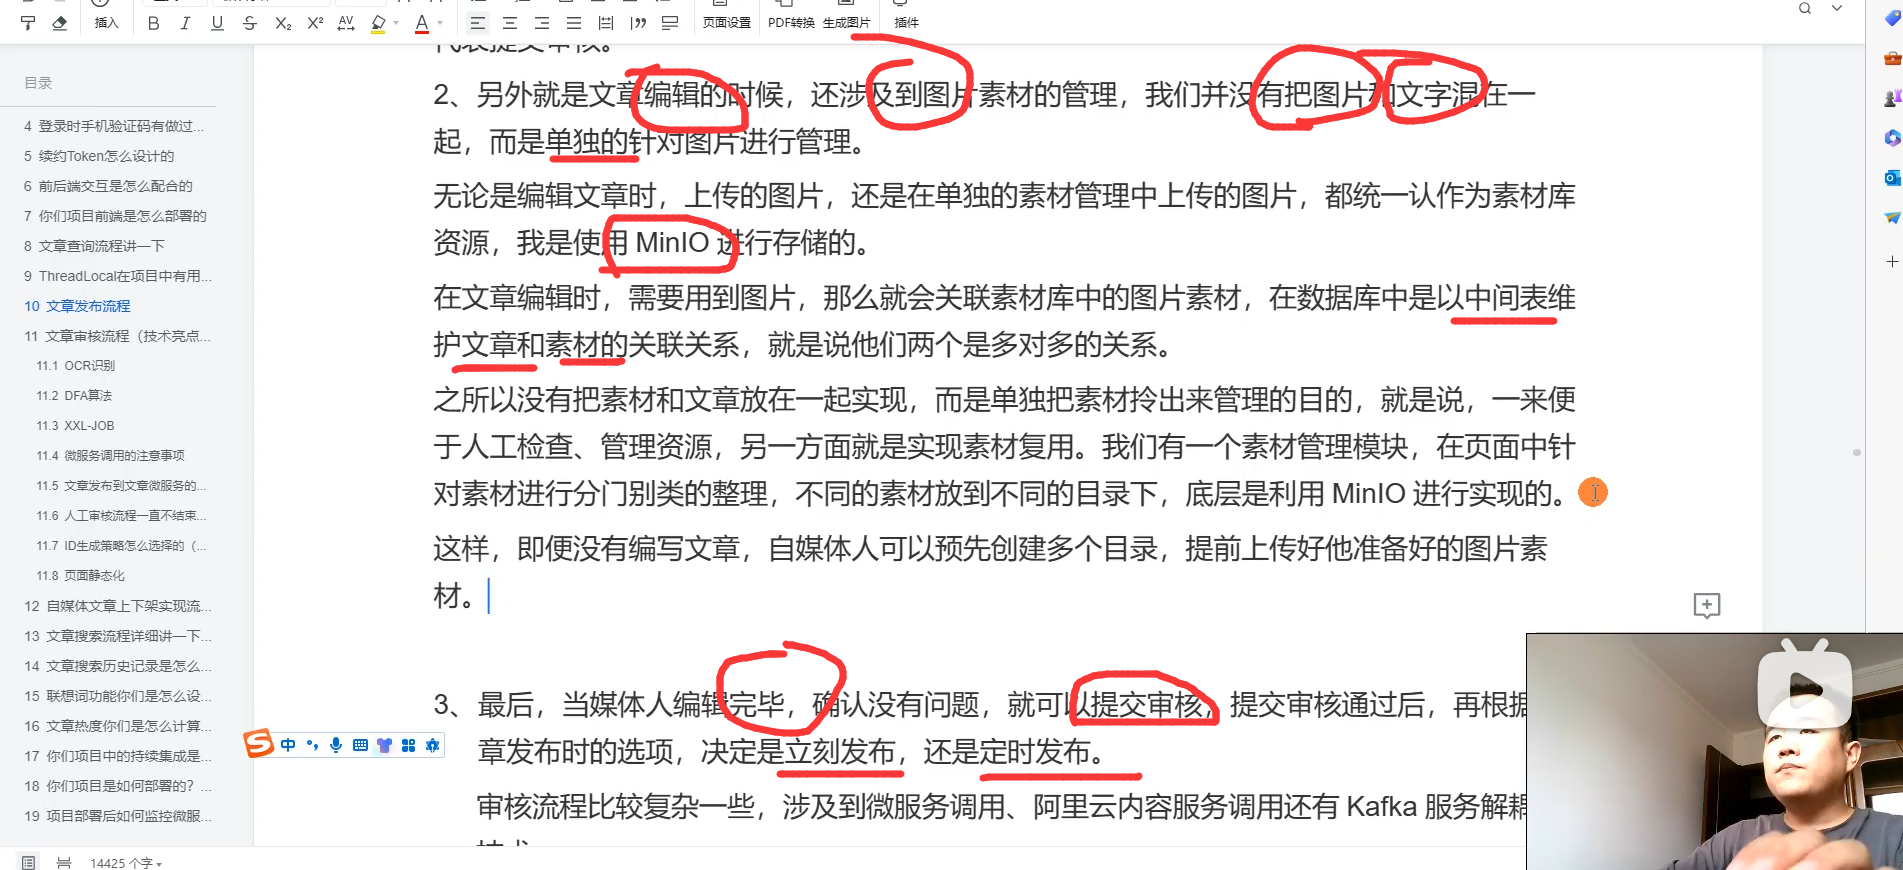 插入
页面设置
PDF转换
生成图片
插件
目录
4 登录时手机验证码有做过...
5 续约Token怎么设计的
6 前后端交互是怎么配合的
7 你们项目前端是怎么部署的
8 文章查询流程讲一下
9 ThreadLocal在项目中有用...
10 文章发布流程
11 文章审核流程（技术亮点...
11.1 OCR识别
11.2 DFA算法
11.3 XXL-JOB
11.4 微服务调用的注意事项
11.5 文章发布到文章微服务的...
11.6 人工审核流程一直不结束...
11.7 ID生成策略怎么选择的（...
11.8 页面静态化
12 自媒体文章上下架实现流...
13 文章搜索流程详细讲一下...
14 文章搜索历史记录是怎么...
15 联想词功能你们是怎么设...
16 文章热度你们是怎么计算...
17 你们项目中的持续集成是...
18 你们项目是如何部署的？...
19 项目部署后如何监控微服...
代表提交审核。
2、另外就是文章编辑的时候，还涉及到图片素材的管理，我们并没有把图片和文字混在一
起，而是单独的针对图片进行管理。
无论是编辑文章时，上传的图片，还是在单独的素材管理中上传的图片，都统一认作为素材库
资源，我是使用 MinIO 进行存储的。
在文章编辑时，需要用到图片，那么就会关联素材库中的图片素材，在数据库中是以中间表维
护文章和素材的关联关系，就是说他们两个是多对多的关系。
之所以没有把素材和文章放在一起实现，而是单独把素材拎出来管理的目的，就是说，一来便
于人工检查、管理资源，另一方面就是实现素材复用。我们有一个素材管理模块，在页面中针
对素材进行分门别类的整理，不同的素材放到不同的目录下，底层是利用 MinIO 进行实现的。
这样，即便没有编写文章，自媒体人可以预先创建多个目录，提前上传好他准备好的图片素
材。
3、最后，当媒体人编辑完毕，确认没有问题，就可以提交审核，提交审核通过后，再根据
章发布时的选项，决定是立刻发布，还是定时发布。
审核流程比较复杂一些，涉及到微服务调用、阿里云内容服务调用还有 Kafka 服务解耦
中
14425 个字